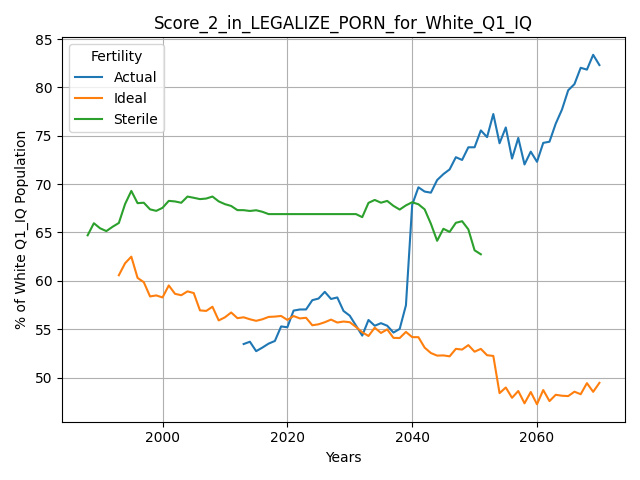 Score_2_in_LEGALIZE_PORN_for_White_Q1_IQ
85
80
75
70
65
60
55
50
% of White Q1_IQ Population
Fertility
Actual
Ideal
Sterile
2000
2020
2040
2060
Years